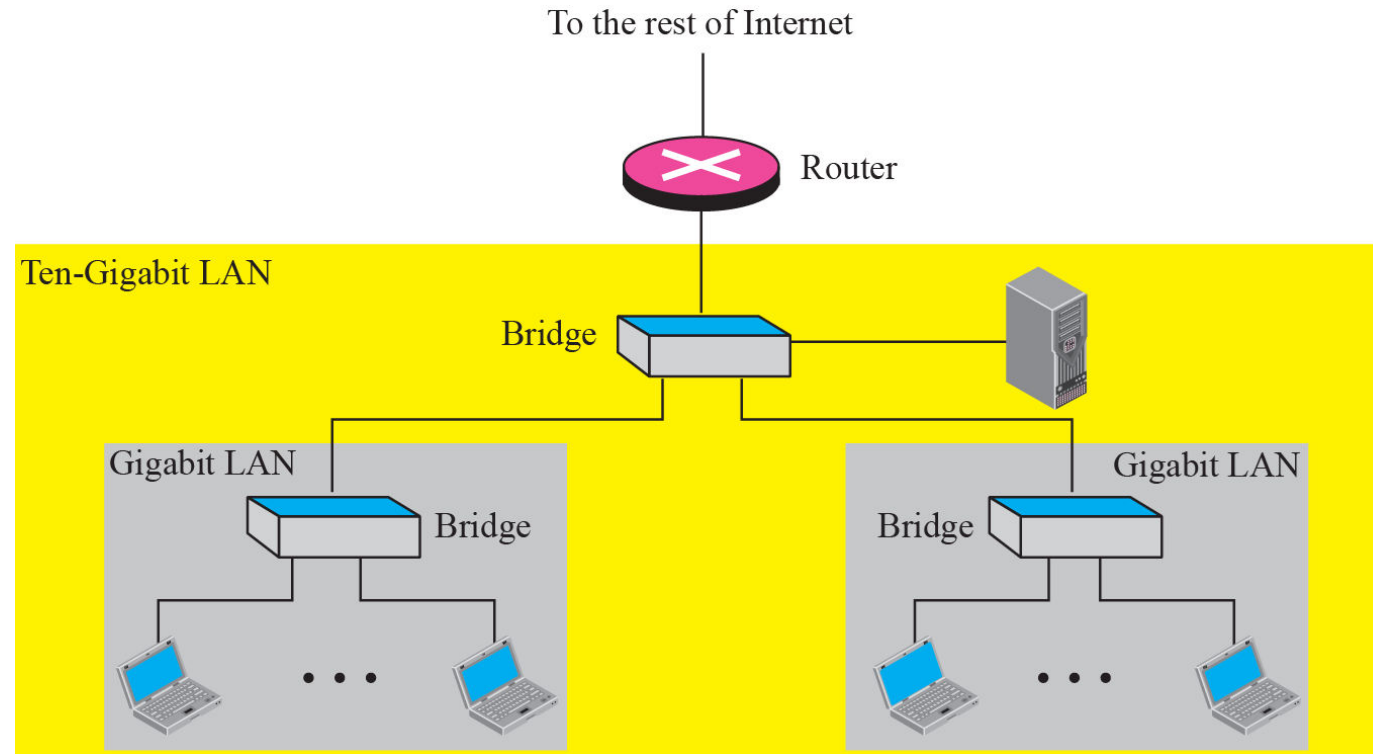 To the rest of Internet
Router
Ten-Gigabit LAN
Bridge
Gigabit LAN
Gigabit LAN
Bridge
Bridge